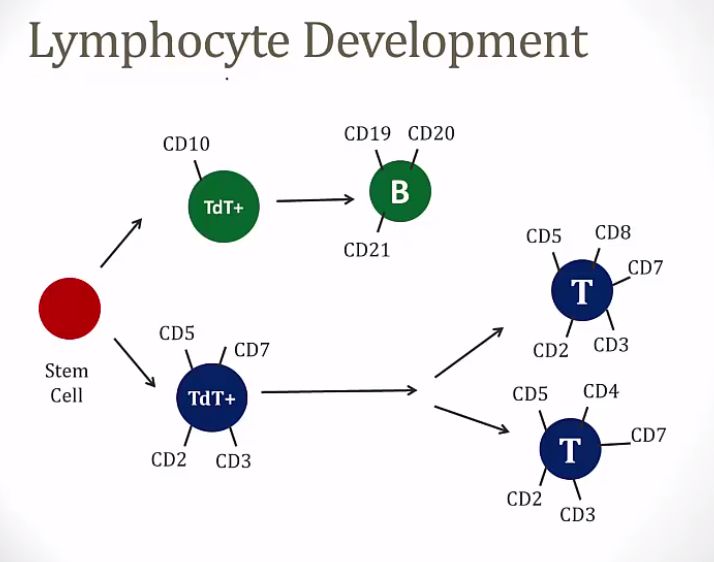 Lymphocyte Development
CD10
TdT+
CD19 CD20
B
CD21
Stem
Cell
CD5
CD7
TdT+
CD2 CD3
CD5 CD8
CD7
T
CD2 CD3
CD5 CD4
CD7
T
CD2
CD3